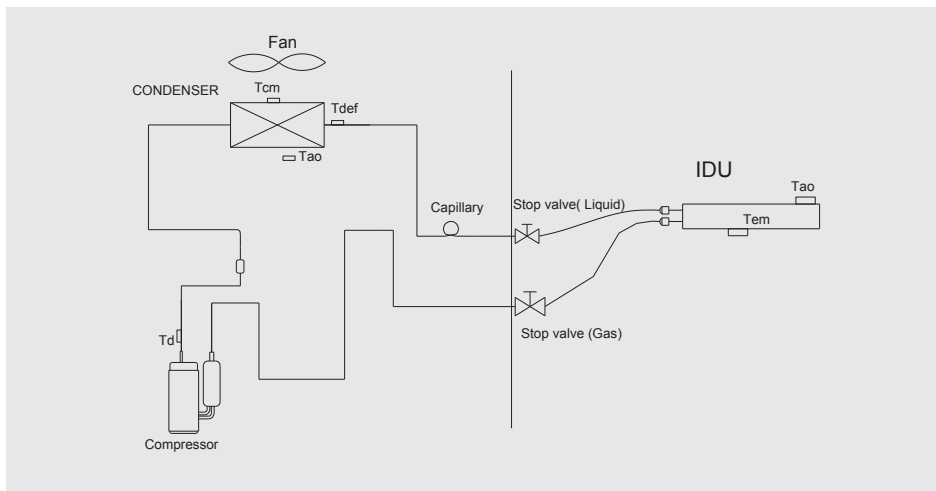 Fan
CONDENSER
Tcm
Tdef
Tao
IDU
Tao
Capillary
Stop valve( Liquid)
Tem
Td
Stop valve (Gas)
Compressor